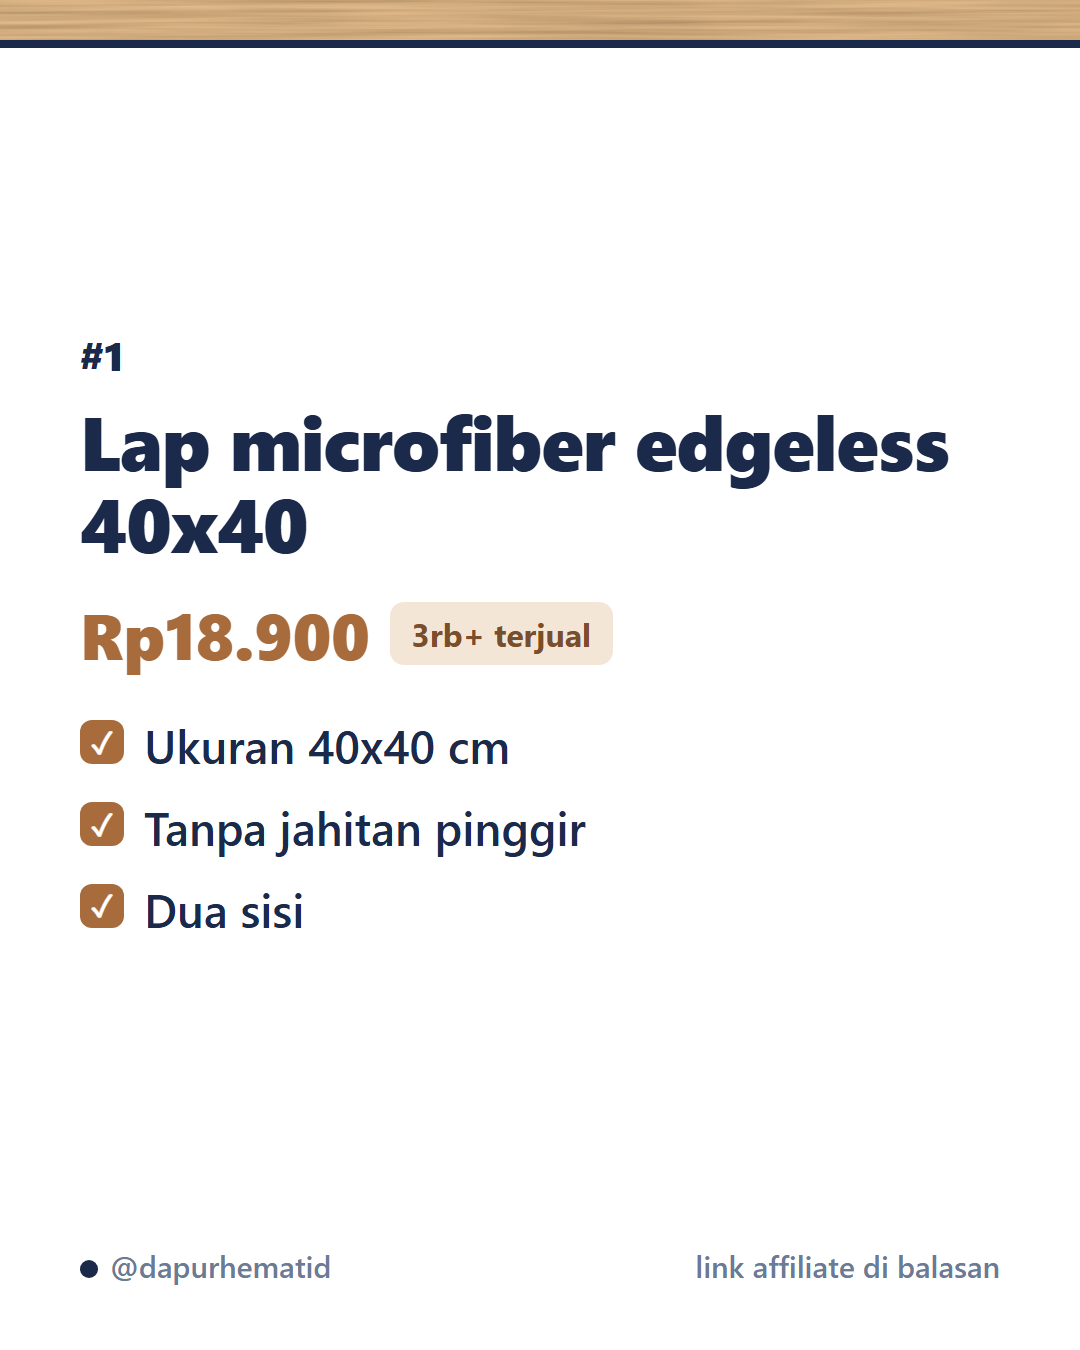 #1
Lap microfiber edgeless
40x40
Rp18.900 3rb+ terjual
Ukuran 40x40 cm
Tanpa jahitan pinggir
Dua sisi
@dapurhematid link affiliate di balasan